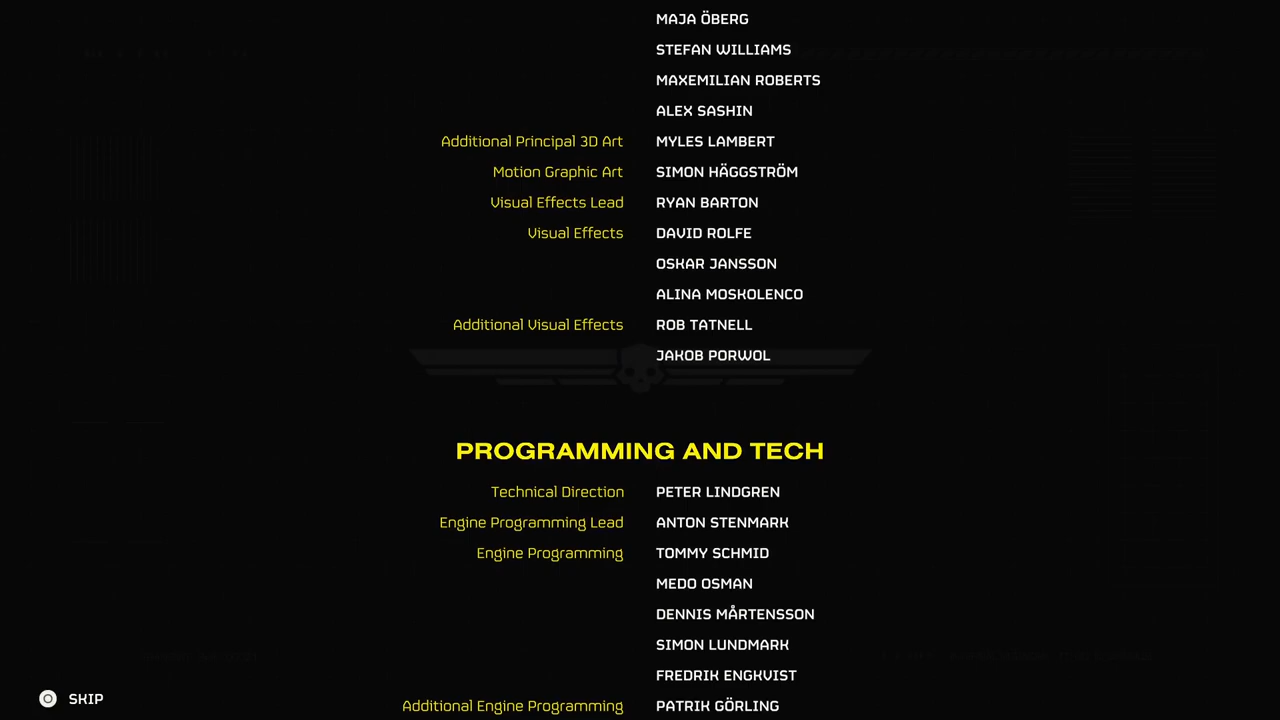 MAJA ÖBERG
STEFAN WILLIAMS
MAXEMILIAN ROBERTS
ALEX SASHIN
Additional Principal 3D Art MYLES LAMBERT
Motion Graphic Art SIMON HÄGGSTRÖM
Visual Effects Lead RYAN BARTON
Visual Effects DAVID ROLFE
OSKAR JANSSON
ALINA MOSKOLENCO
Additional Visual Effects ROB TATNELL
JAKOB PORWOL
PROGRAMMING AND TECH
Technical Direction PETER LINDGREN
Engine Programming Lead ANTON STENMARK
Engine Programming TOMMY SCHMID
MEDO OSMAN
DENNIS MÅRTENSSON
SIMON LUNDMARK
FREDRIK ENGKVIST
Additional Engine Programming PATRIK GÖRLING
SKIP